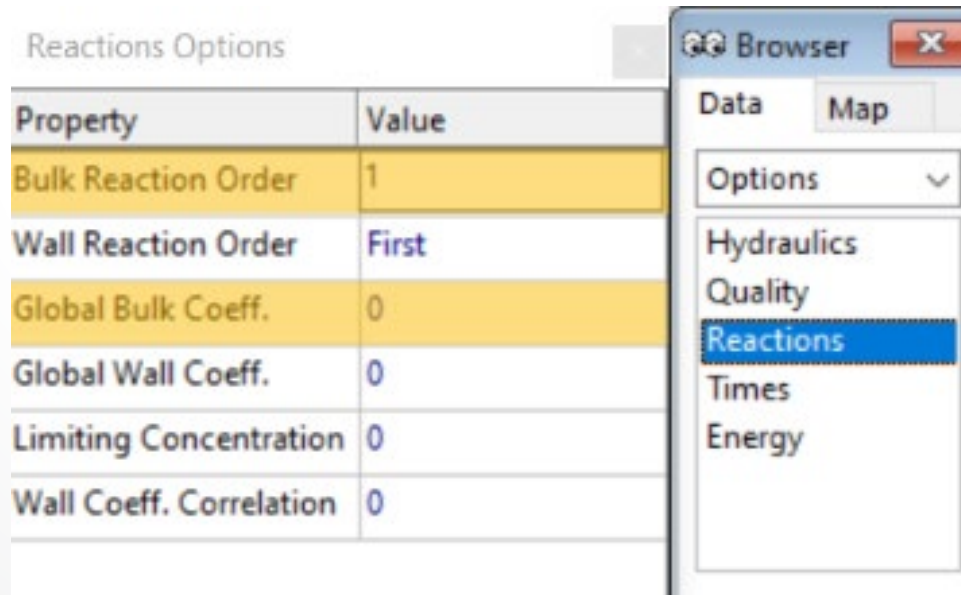 Reactions Options
Property Value
Bulk Reaction Order 1
Wall Reaction Order First
Global Bulk Coeff. 0
Global Wall Coeff. 0
Limiting Concentration 0
Wall Coeff. Correlation 0
Browser
Data Map
Options
Hydraulics
Quality
Reactions
Times
Energy